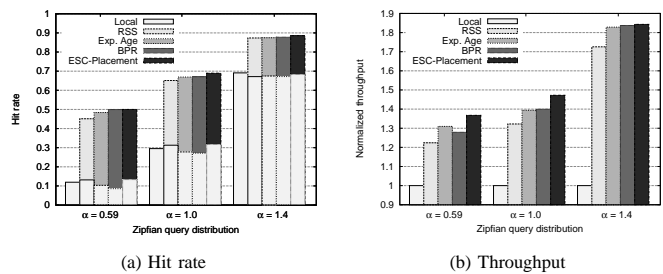 Hit rate
1
0.9
0.8
0.7
0.6
0.5
0.4
0.3
0.2
0.1
0
Local
RSS
Exp. Age
BPR
ESC-Placement
α = 0.59
α = 1.0
α = 1.4
Zipfian query distribution
(a) Hit rate
Normalized throughput
1.9
1.8
1.7
1.6
1.5
1.4
1.3
1.2
1.1
1
0.9
Local
RSS
Exp. Age
BPR
ESC-Placement
α = 0.59
α = 1.0
α = 1.4
Zipfian query distribution
(b) Throughput